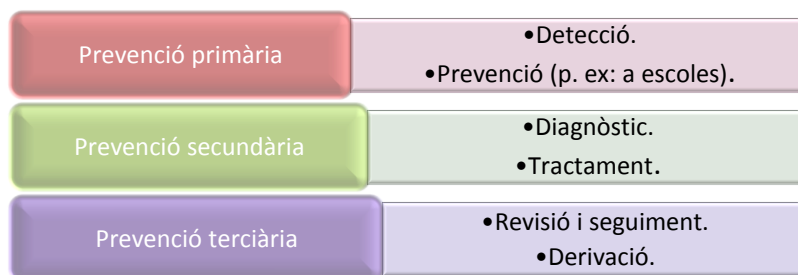 Prevenció primària
•Detecció.
•Prevenció (p. ex: a escoles).
Prevenció secundària
•Diagnòstic.
•Tractament.
Prevenció terciària
•Revisió i seguiment.
•Derivació.